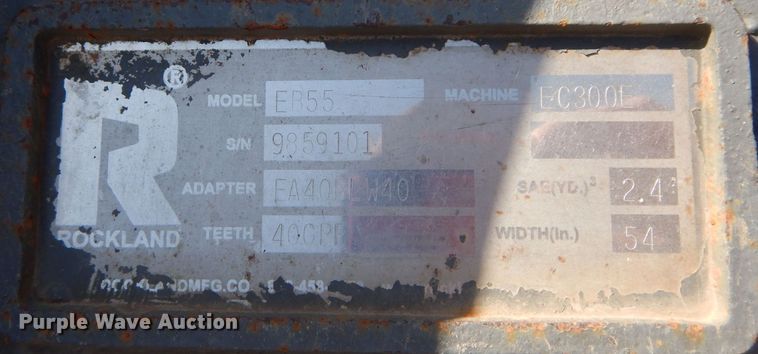 R ®
ROCKLAND
MODEL EB55 MACHINE EC300E
S/N 9859101
ADAPTER SAE(YD.)³ 2.4
TEETH WIDTH(In.) 54
Purple Wave Auction